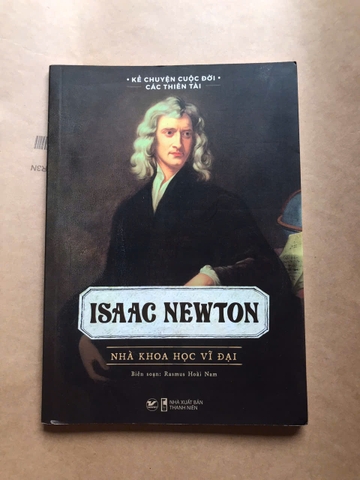 • KỂ CHUYỆN CUỘC ĐỜI •
CÁC THIÊN TÀI
ISAAC NEWTON
NHÀ KHOA HỌC VĨ ĐẠI
Biên soạn: Rasmus Hoài Nam
NHÀ XUẤT BẢN
THANH NIÊN